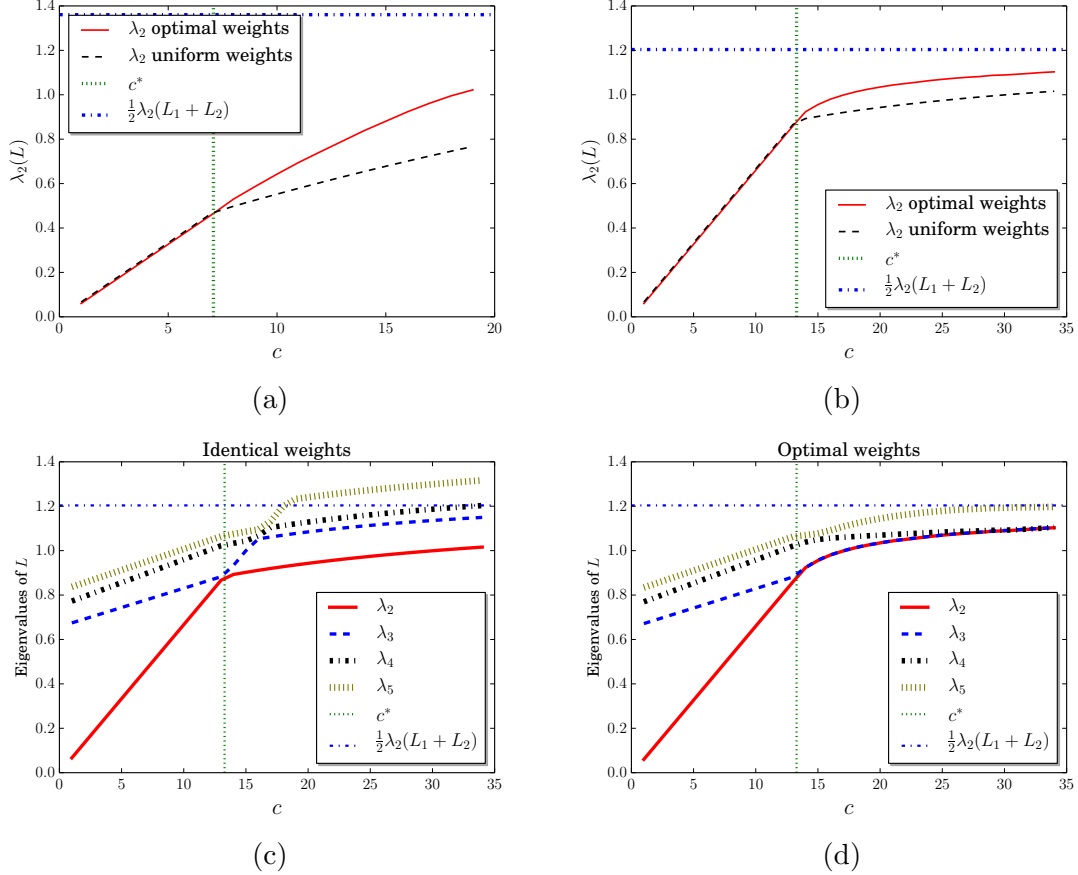 1.4
1.2
1.0
0.8
0.6
0.4
0.2
0.0
λ₂(L)
λ₂ optimal weights
λ₂ uniform weights
c*
½λ₂(L₁ + L₂)
0 5 10 15 20
c
(a)
1.4
1.2
1.0
0.8
0.6
0.4
0.2
0.0
λ₂(L)
λ₂ optimal weights
λ₂ uniform weights
c*
½λ₂(L₁ + L₂)
0 5 10 15 20 25 30 35
c
(b)
Identical weights
1.4
1.2
1.0
0.8
0.6
0.4
0.2
0.0
Eigenvalues of L
λ₂
λ₃
λ₄
λ₅
c*
½λ₂(L₁ + L₂)
0 5 10 15 20 25 30 35
c
(c)
Optimal weights
1.4
1.2
1.0
0.8
0.6
0.4
0.2
0.0
Eigenvalues of L
λ₂
λ₃
λ₄
λ₅
c*
½λ₂(L₁ + L₂)
0 5 10 15 20 25 30 35
c
(d)